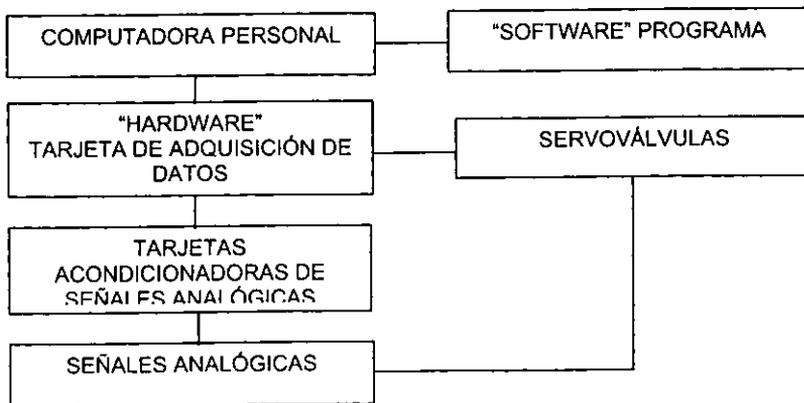 COMPUTADORA PERSONAL
"SOFTWARE" PROGRAMA
"HARDWARE"
TARJETA DE ADQUISICIÓN DE
DATOS
SERVOVÁLVULAS
TARJETAS
ACONDICIONADORAS DE
SEÑALES ANALÓGICAS
SEÑALES ANALÓGICAS